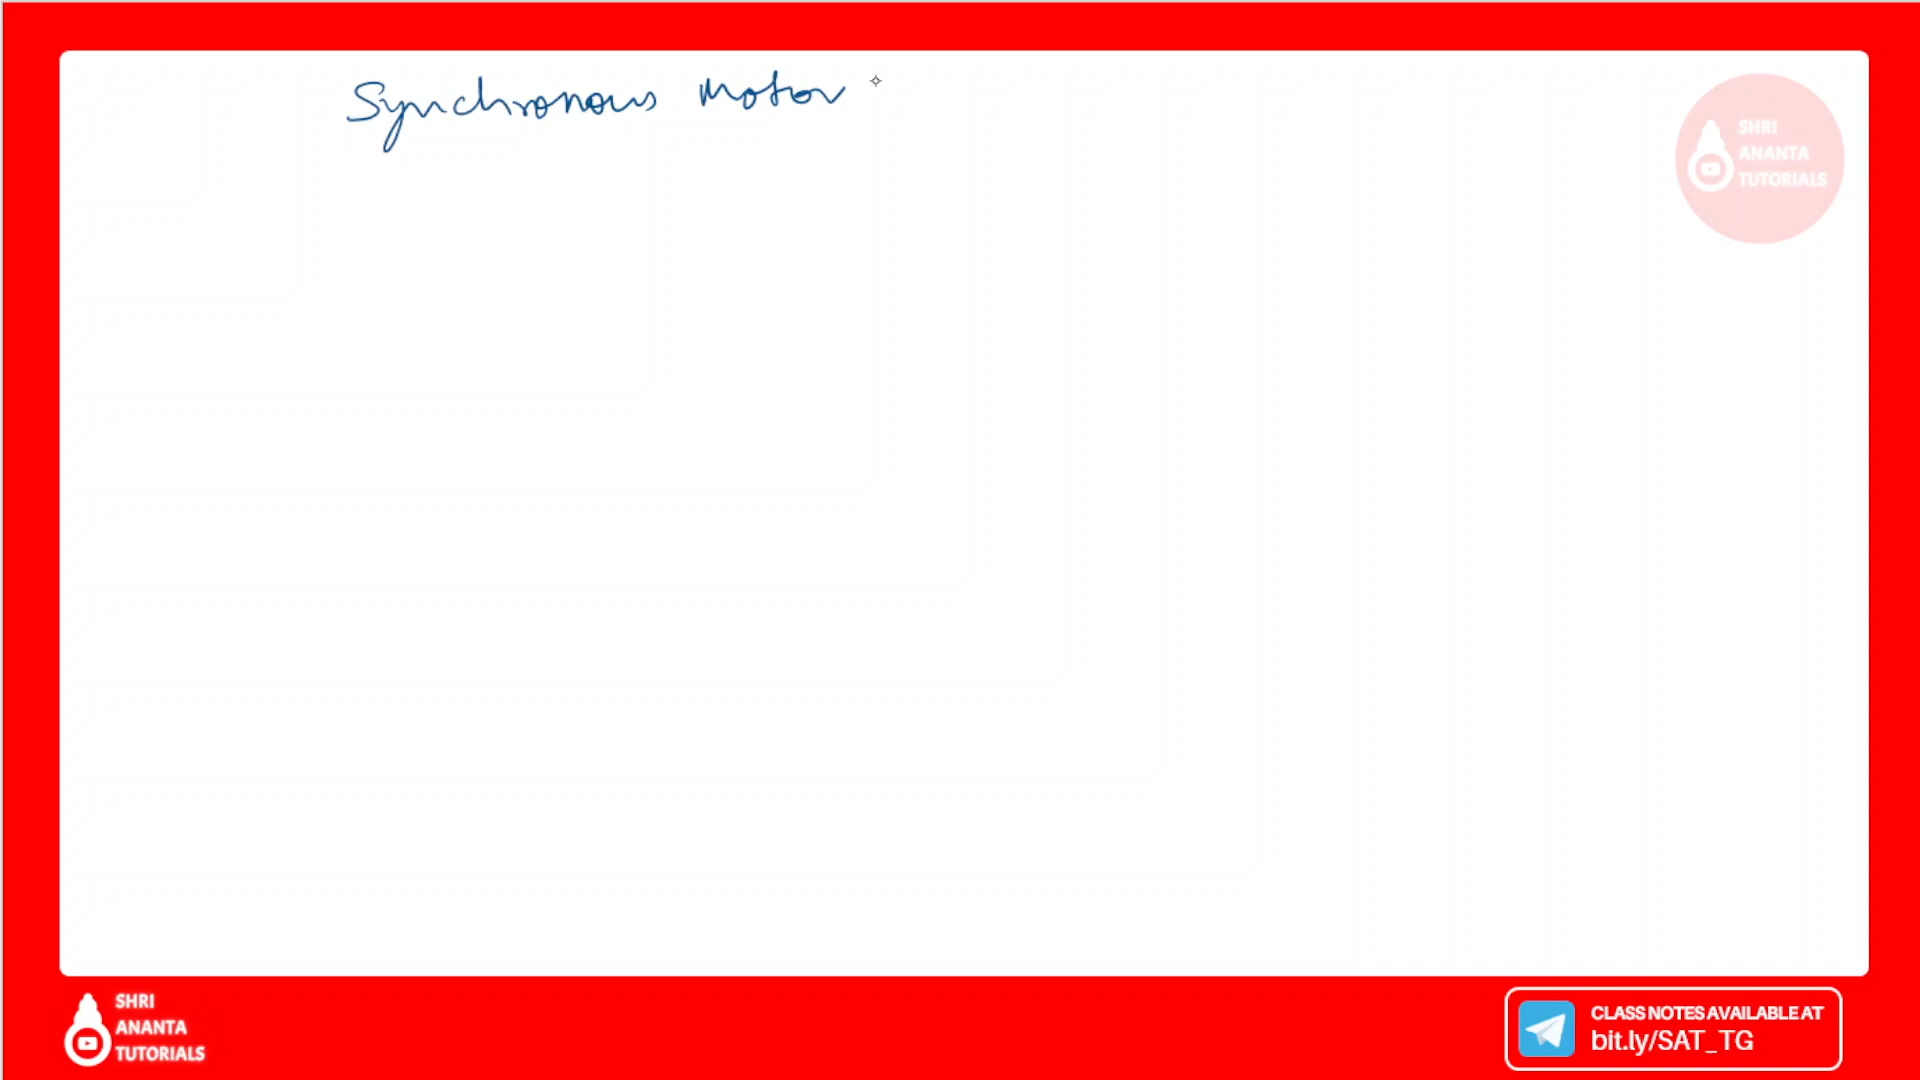 Synchronous Motor
SHRI
ANANTA
TUTORIALS
SHRI
ANANTA
TUTORIALS
CLASS NOTES AVAILABLE AT
bit.ly/SAT_TG